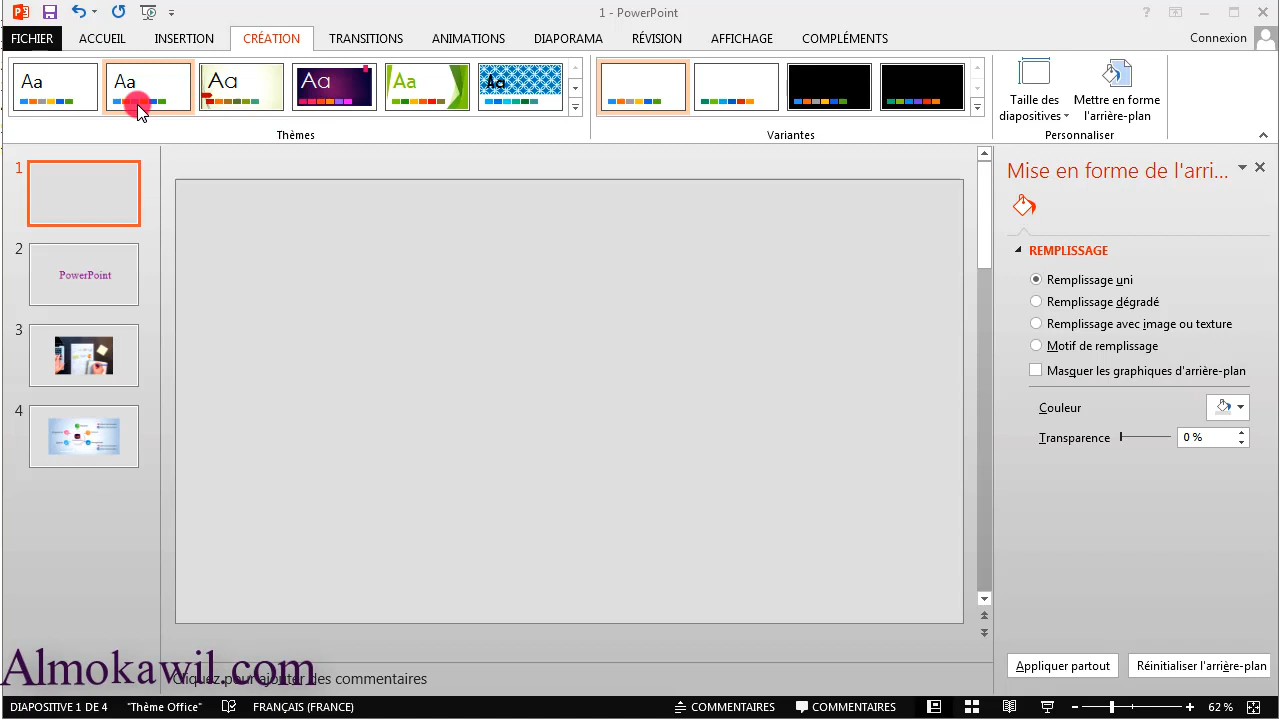 1 - PowerPoint
?
FICHIER ACCUEIL INSERTION CRÉATION TRANSITIONS ANIMATIONS DIAPORAMA RÉVISION AFFICHAGE COMPLÉMENTS Connexion
Aa Aa Aa Aa Aa Aa
Taille des diapositives
Mettre en forme l'arrière-plan
Thèmes Variantes Personnaliser
1
2
PowerPoint
3
4
Mise en forme de l'arri...
REMPLISSAGE
Remplissage uni
Remplissage dégradé
Remplissage avec image ou texture
Motif de remplissage
Masquer les graphiques d'arrière-plan
Couleur
Transparence 0 %
Appliquer partout Réinitialiser l'arrière-plan
Almokawil.com
Cliquez pour ajouter des commentaires
DIAPOSITIVE 1 DE 4 "Thème Office" FRANÇAIS (FRANCE) COMMENTAIRES COMMENTAIRES 62 %